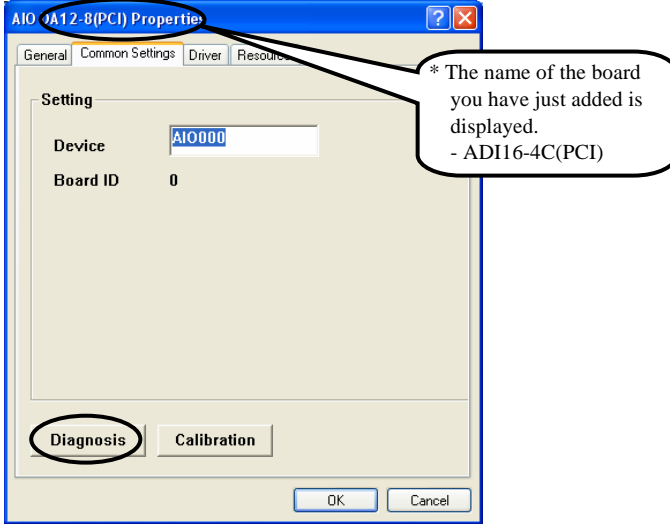 AIO DA12-8(PCI) Properties
General Common Settings Driver
* The name of the board
you have just added is
displayed.
- ADI16-4C(PCI)
Setting
Device AIO000
Board ID 0
Diagnosis Calibration
OK Cancel